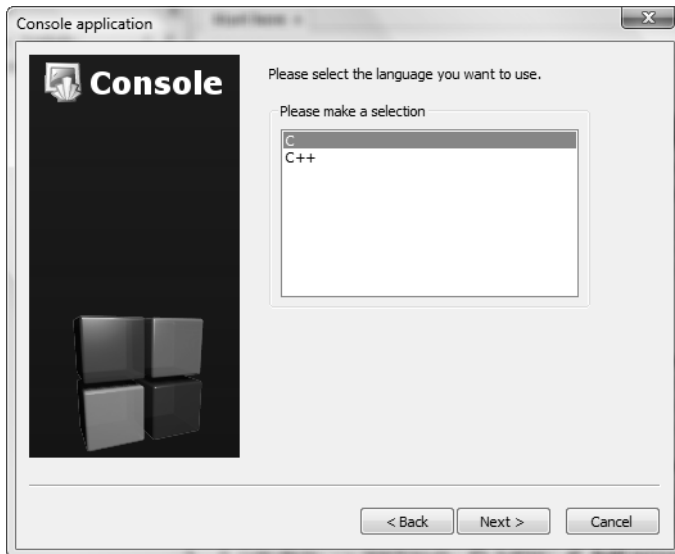 Console application
Console
Please select the language you want to use.
Please make a selection
C
C++
< Back
Next >
Cancel